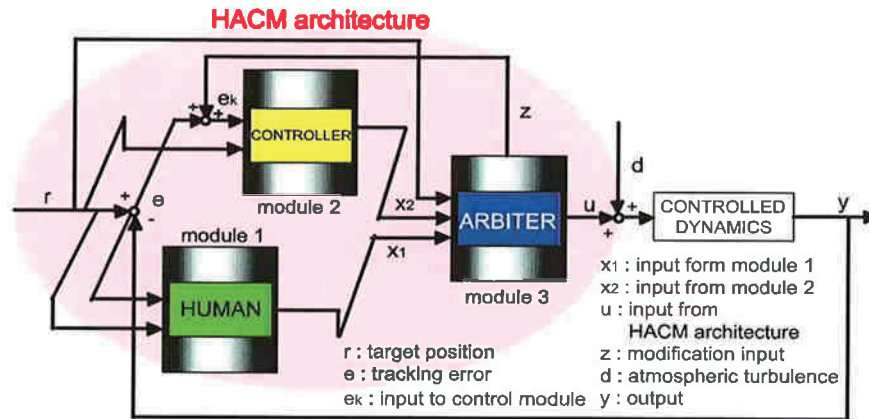 HACM architecture
+
+
ek
CONTROLLER
module 2
z
d
r
+
-
e
x2
x1
u
+
+
CONTROLLED
DYNAMICS
y
ARBITER
module 3
module 1
HUMAN
r : target position
e : tracking error
ek : input to control module
x1 : input form module 1
x2 : input from module 2
u : input from
HACM architecture
z : modification input
d : atmospheric turbulence
y : output